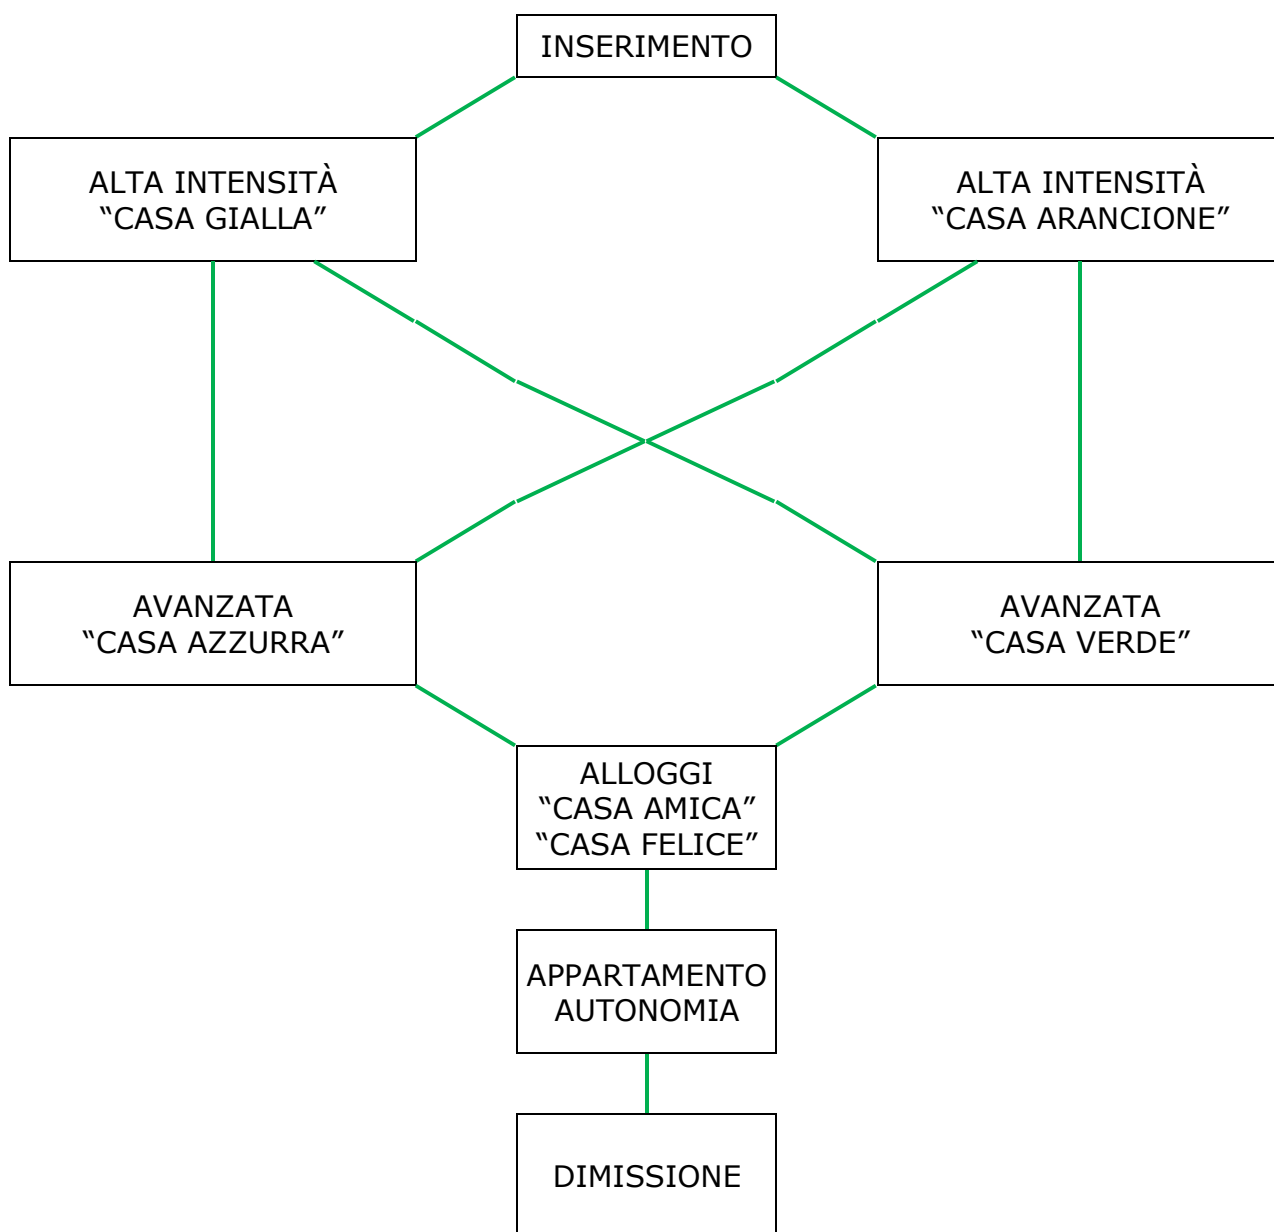 INSERIMENTO
ALTA INTENSITÀ
“CASA GIALLA”
ALTA INTENSITÀ
“CASA ARANCIONE”
AVANZATA
“CASA AZZURRA”
AVANZATA
“CASA VERDE”
ALLOGGI
“CASA AMICA”
“CASA FELICE”
APPARTAMENTO
AUTONOMIA
DIMISSIONE